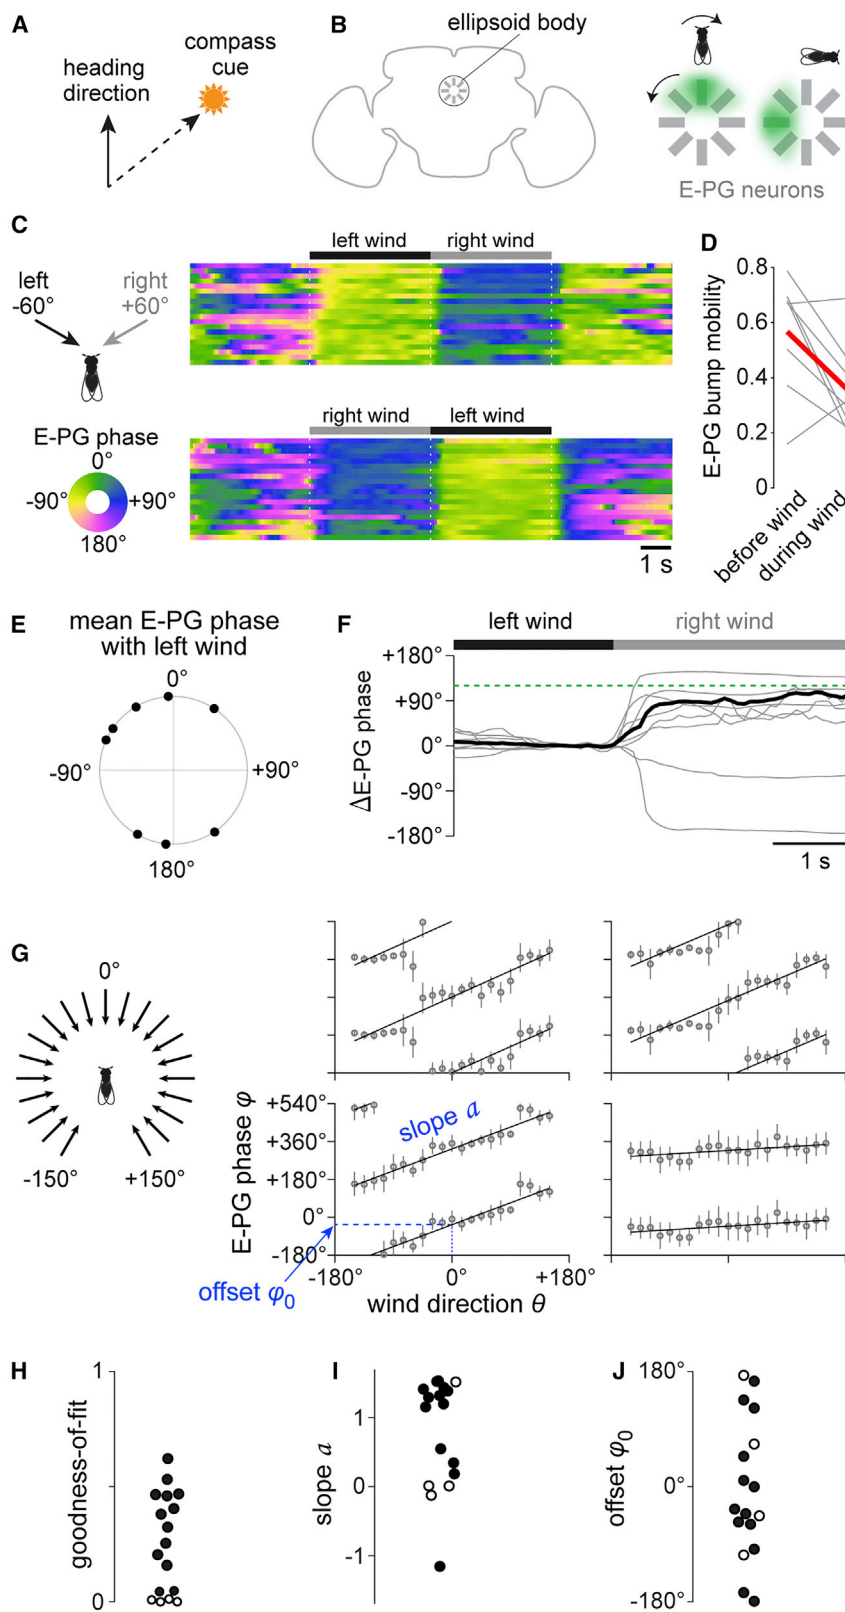 A
heading
direction
compass
cue
B
ellipsoid body
E-PG neurons
C
left
-60°
right
+60°
E-PG phase
0°
-90°
+90°
180°
left wind
right wind
right wind
left wind
1 s
D
E-PG bump mobility
0.8
0.6
0.4
0.2
0
before wind
during wind
E
mean E-PG phase
with left wind
0°
-90°
+90°
180°
F
left wind
right wind
ΔE-PG phase
+180°
+90°
0°
-90°
-180°
1 s
G
0°
-150°
+150°
E-PG phase φ
+540°
+360°
+180°
0°
-180°
slope a
offset φ0
-180°
0°
+180°
wind direction θ
H
goodness-of-fit
1
0
I
slope a
1
0
-1
J
offset φ0
180°
0°
-180°